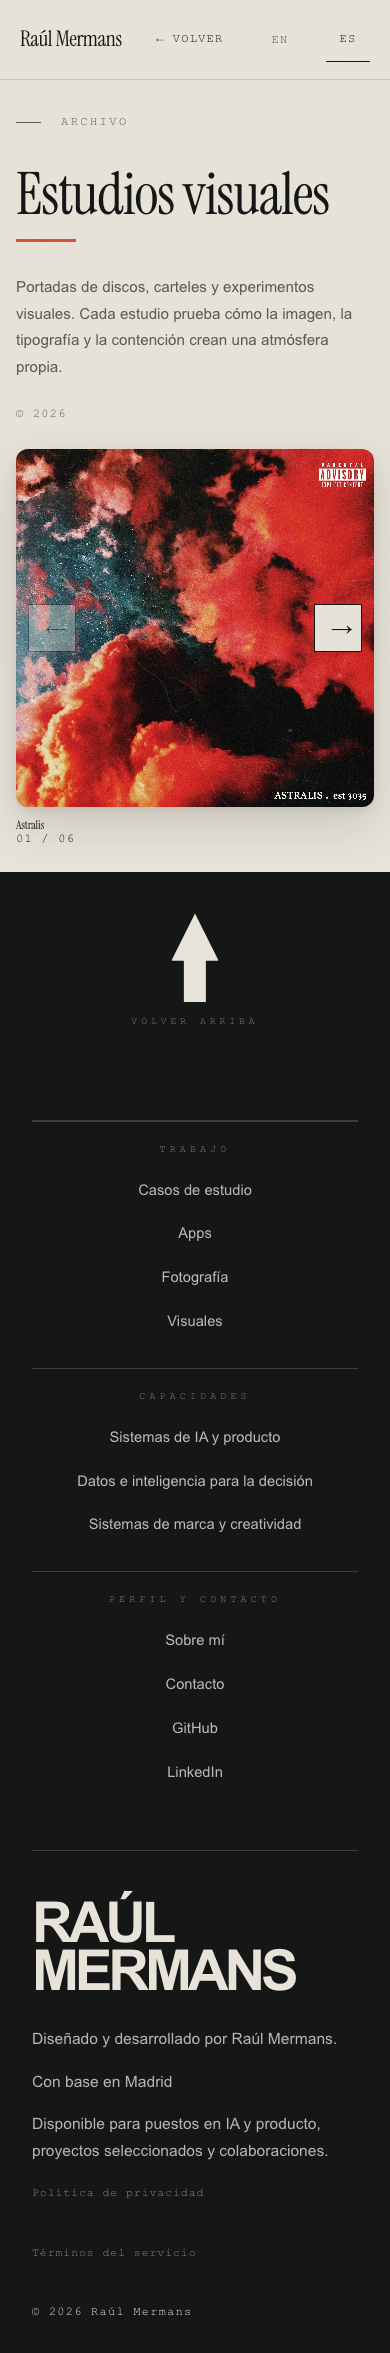 Raúl Mermans ← VOLVER EN ES
ARCHIVO
Estudios visuales
Portadas de discos, carteles y experimentos
visuales. Cada estudio prueba cómo la imagen, la
tipografía y la contención crean una atmósfera
propia.
© 2026
PARENTAL
ADVISORY
EXPLICIT CONTENT
← →
ASTRALIS . est 3035
Astralis
01 / 06
VOLVER ARRIBA
TRABAJO
Casos de estudio
Apps
Fotografía
Visuales
CAPACIDADES
Sistemas de IA y producto
Datos e inteligencia para la decisión
Sistemas de marca y creatividad
PERFIL Y CONTACTO
Sobre mí
Contacto
GitHub
LinkedIn
RAÚL
MERMANS
Diseñado y desarrollado por Raúl Mermans.
Con base en Madrid
Disponible para puestos en IA y producto,
proyectos seleccionados y colaboraciones.
Política de privacidad
Términos del servicio
© 2026 Raúl Mermans